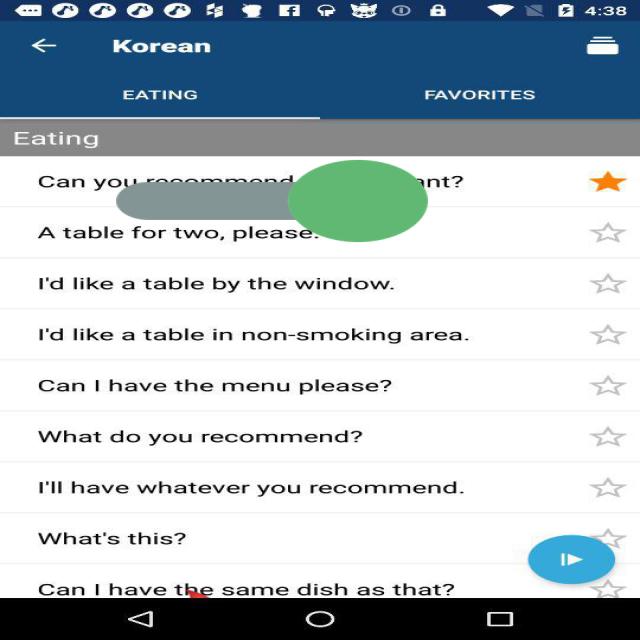 4:38
Korean
EATING FAVORITES
Eating
Can you recommend
A table for two, please.
I'd like a table by the window.
I'd like a table in non-smoking area.
Can I have the menu please?
What do you recommend?
I'll have whatever you recommend.
What's this?
Can I have the same dish as that?